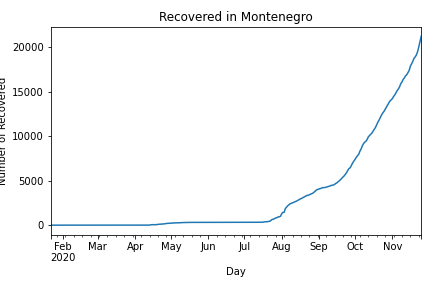 Recovered in Montenegro
Number of Recovered
20000
15000
10000
5000
0
Feb Mar Apr May Jun Jul Aug Sep Oct Nov
2020
Day